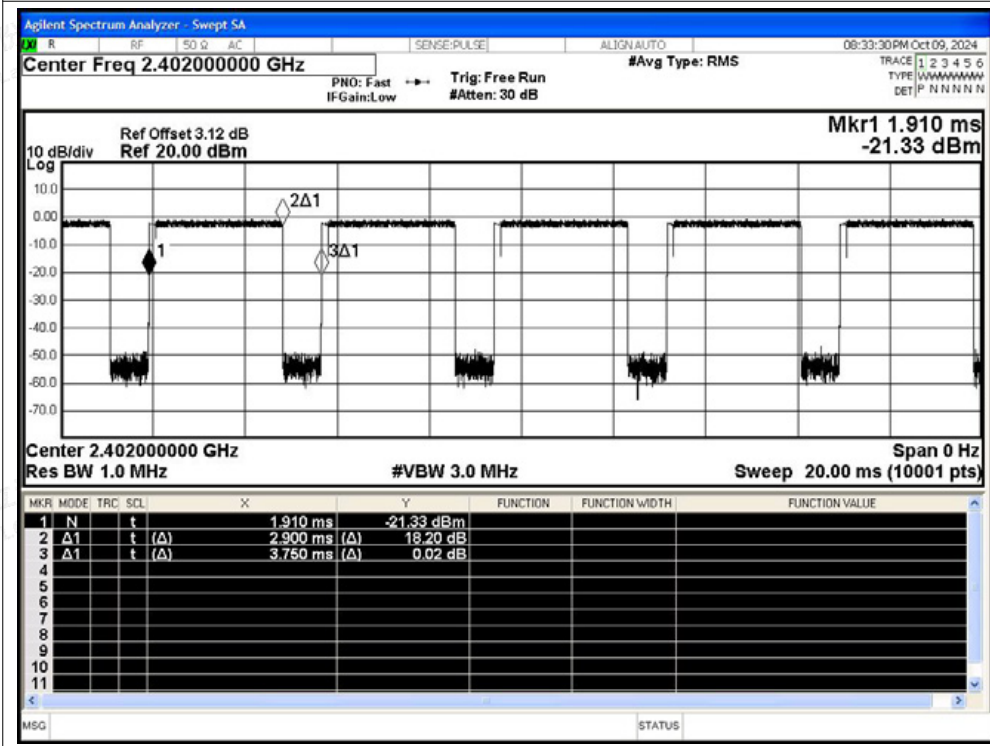 Agilent Spectrum Analyzer - Swept SA
LXI R RF 50 Ω AC SENSE:PULSE ALIGN AUTO 08:33:30 PM Oct 09, 2024
Center Freq 2.402000000 GHz #Avg Type: RMS TRACE 1 2 3 4 5 6
PNO: Fast Trig: Free Run TYPE WWWWWW
IFGain:Low #Atten: 30 dB DET P N N N N N
Mkr1 1.910 ms
Ref Offset 3.12 dB
10 dB/div Ref 20.00 dBm -21.33 dBm
Log
10.0
2Δ1
0.00
-10.0
1
3Δ1
-20.0
-30.0
-40.0
-50.0
-60.0
-70.0
Center 2.402000000 GHz Span 0 Hz
Res BW 1.0 MHz #VBW 3.0 MHz Sweep 20.00 ms (10001 pts)
MKR MODE TRC SCL X Y FUNCTION FUNCTION WIDTH FUNCTION VALUE
1 N t 1.910 ms -21.33 dBm
2 Δ1 t (Δ) 2.900 ms (Δ) 18.20 dB
3 Δ1 t (Δ) 3.750 ms (Δ) 0.02 dB
4
5
6
7
8
9
10
11
MSG STATUS